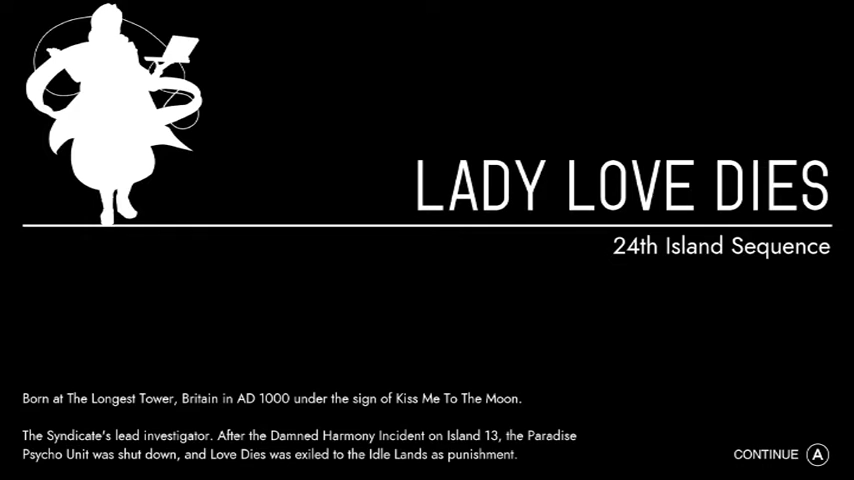 LADY LOVE DIES
24th Island Sequence
Born at The Longest Tower, Britain in AD 1000 under the sign of Kiss Me To The Moon.
The Syndicate's lead investigator. After the Damned Harmony Incident on Island 13, the Paradise
Psycho Unit was shut down, and Love Dies was exiled to the Idle Lands as punishment.
CONTINUE A